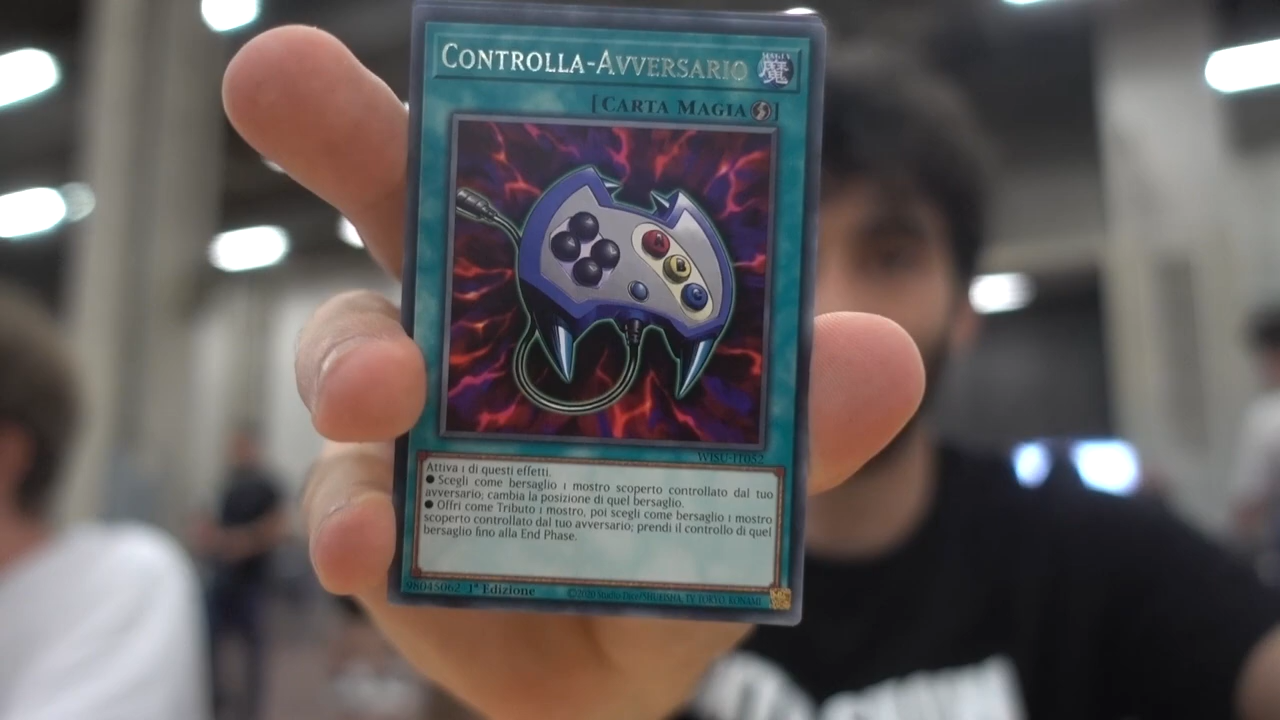 CONTROLLA-AVVERSARIO
MAGIA
魔
[CARTA MAGIA]
A
B
WISU-IT052
Attiva 1 di questi effetti.
● Scegli come bersaglio 1 mostro scoperto controllato dal tuo
avversario; cambia la posizione di quel bersaglio.
● Offri come Tributo 1 mostro, poi scegli come bersaglio 1 mostro
scoperto controllato dal tuo avversario; prendi il controllo di quel
bersaglio fino alla End Phase.
98045062 1ª Edizione
©2020 Studio Dice/SHUEISHA, TV TOKYO, KONAMI